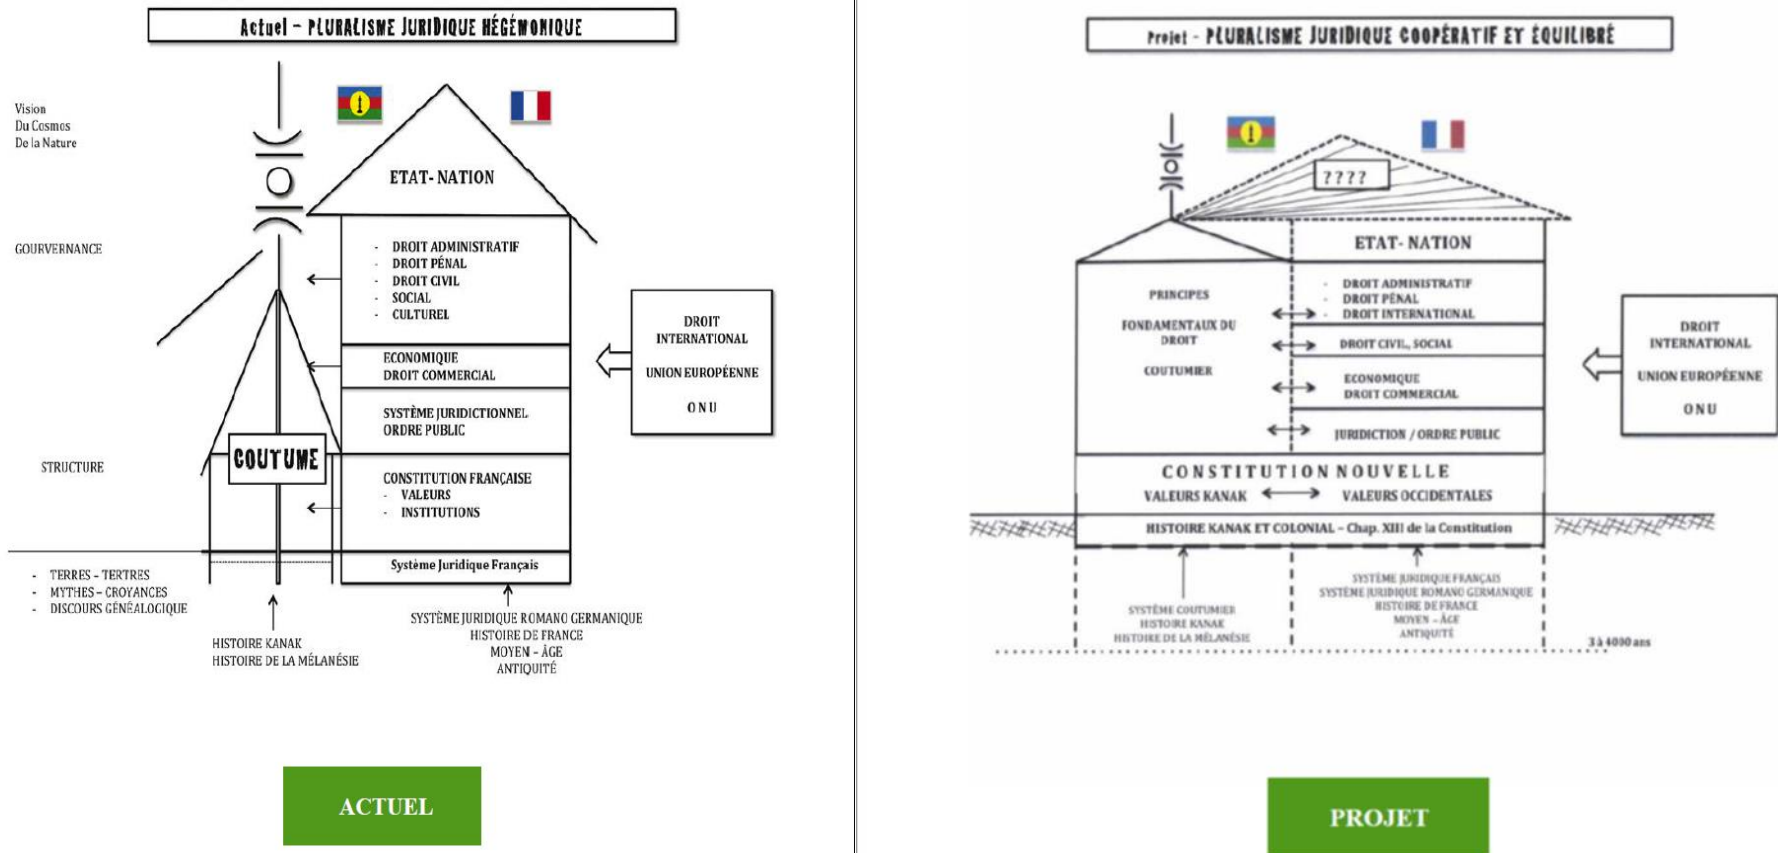 Actuel – PLURALISME JURIDIQUE HÉGÉMONIQUE
Vision
Du Cosmos
De la Nature
GOURVERNANCE
STRUCTURE
ETAT- NATION
- DROIT ADMINISTRATIF
- DROIT PÉNAL
- DROIT CIVIL
- SOCIAL
- CULTUREL
ECONOMIQUE
DROIT COMMERCIAL
SYSTÈME JURIDICTIONNEL
ORDRE PUBLIC
COUTUME
CONSTITUTION FRANÇAISE
- VALEURS
- INSTITUTIONS
Système Juridique Français
DROIT
INTERNATIONAL
UNION EUROPÉENNE
O N U
- TERRES – TERTRES
- MYTHES – CROYANCES
- DISCOURS GÉNÉALOGIQUE
HISTOIRE KANAK
HISTOIRE DE LA MÉLANÉSIE
SYSTÈME JURIDIQUE ROMANO GERMANIQUE
HISTOIRE DE FRANCE
MOYEN – ÂGE
ANTIQUITÉ
ACTUEL
Projet – PLURALISME JURIDIQUE COOPÉRATIF ET ÉQUILIBRÉ
? ? ? ?
ETAT- NATION
PRINCIPES
FONDAMENTAUX DU
DROIT
COUTUMIER
- DROIT ADMINISTRATIF
- DROIT PÉNAL
- DROIT INTERNATIONAL
DROIT CIVIL, SOCIAL
ECONOMIQUE
DROIT COMMERCIAL
JURIDICTION / ORDRE PUBLIC
CONSTITUTION NOUVELLE
VALEURS KANAK
VALEURS OCCIDENTALES
HISTOIRE KANAK ET COLONIAL – Chap. XIII de la Constitution
DROIT
INTERNATIONAL
UNION EUROPÉENNE
O N U
SYSTÈME COUTUMIER
HISTOIRE KANAK
HISTOIRE DE LA MÉLANÉSIE
SYSTÈME JURIDIQUE FRANÇAIS
SYSTÈME JURIDIQUE ROMANO GERMANIQUE
HISTOIRE DE FRANCE
MOYEN – ÂGE
ANTIQUITÉ
3 à 4000 ans
PROJET